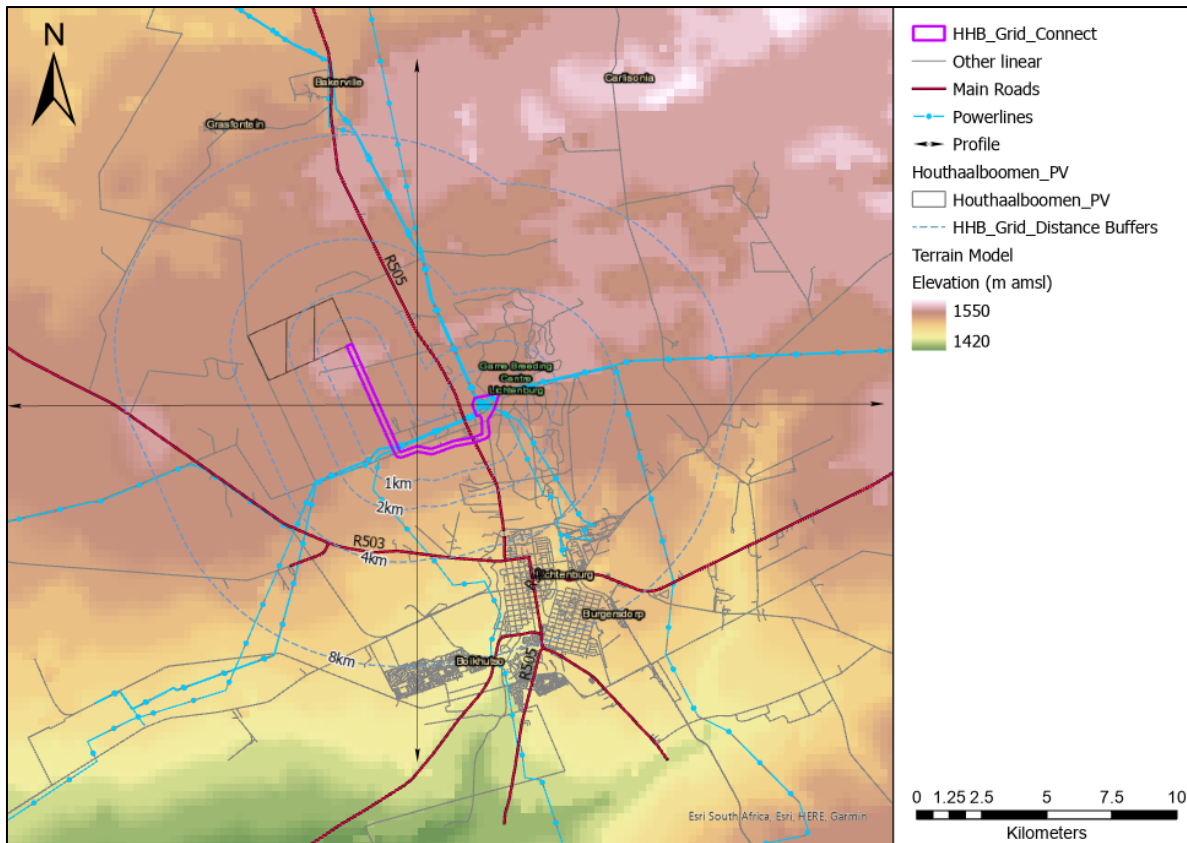 N
Bakerville
Carlisonia
Grasfontein
R505
Game Breeding
Centre
Lichtenburg
1km
2km
R503
4km
Lichtenburg
Burgersdorp
8km
Boikhutso
R505
Esri South Africa, Esri, HERE, Garmin
HHB_Grid_Connect
Other linear
Main Roads
Powerlines
Profile
Houthaalboomen_PV
Houthaalboomen_PV
HHB_Grid_Distance Buffers
Terrain Model
Elevation (m amsl)
1550
1420
0 1.25 2.5 5 7.5 10
Kilometers